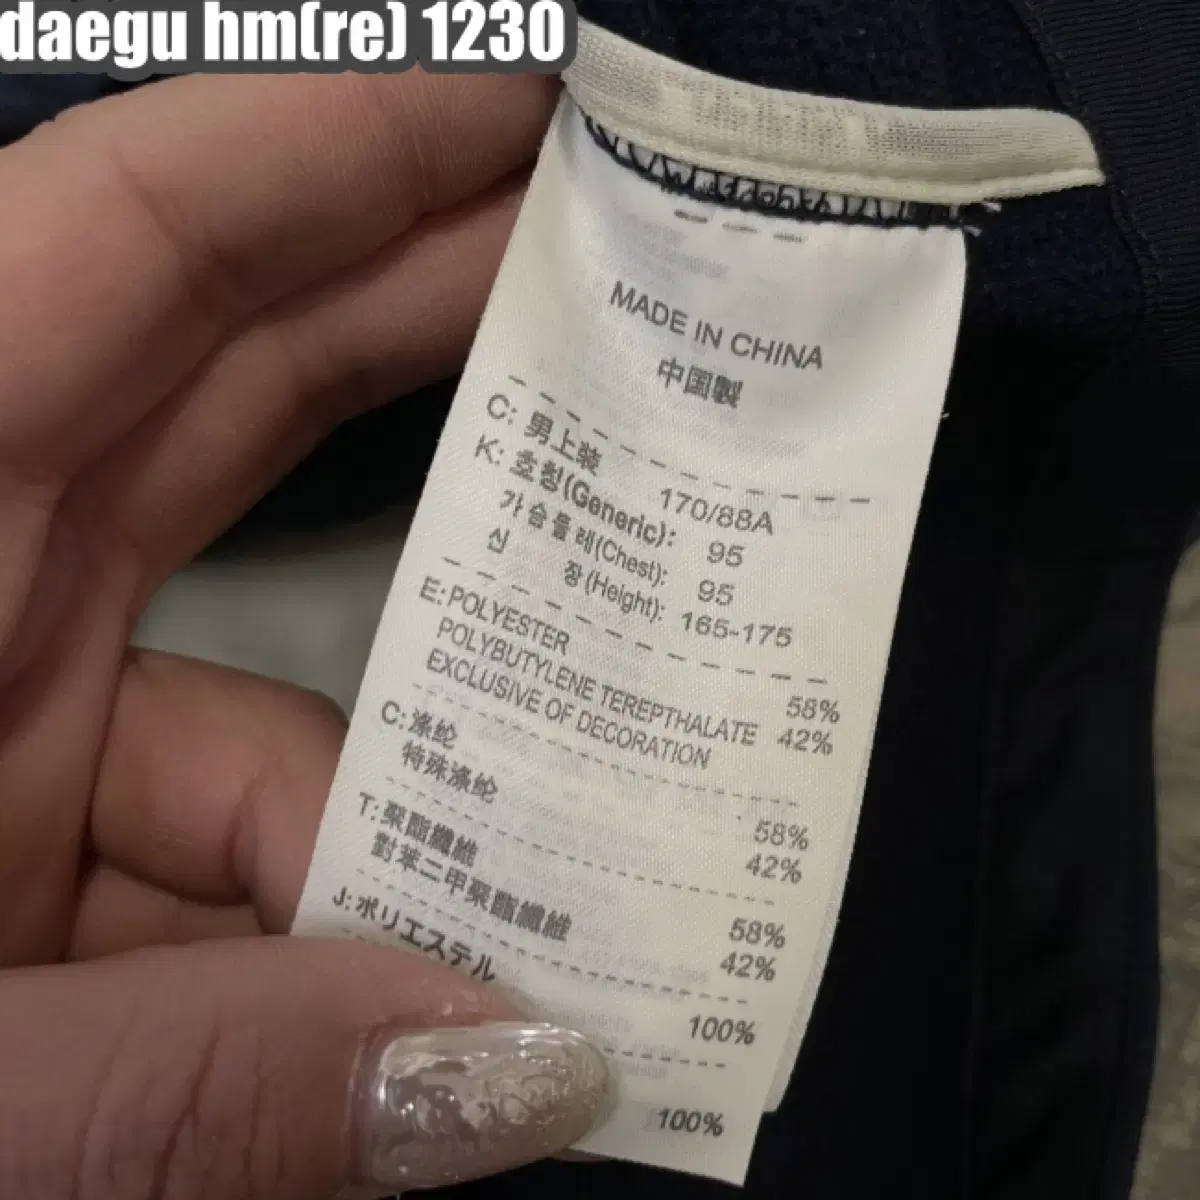 daegu hm(re) 1230
MADE IN CHINA
中国製
C: 男上装 170/88A
K: 호칭(Generic): 95
가슴둘레(Chest): 95
신 장(Height): 165-175
E: POLYESTER 58%
POLYBUTYLENE TEREPTHALATE 42%
EXCLUSIVE OF DECORATION
C: 涤纶 58%
特殊涤纶 42%
T: 聚酯纖維 58%
對苯二甲聚酯纖維 42%
J: ポリエステル 100%
100%